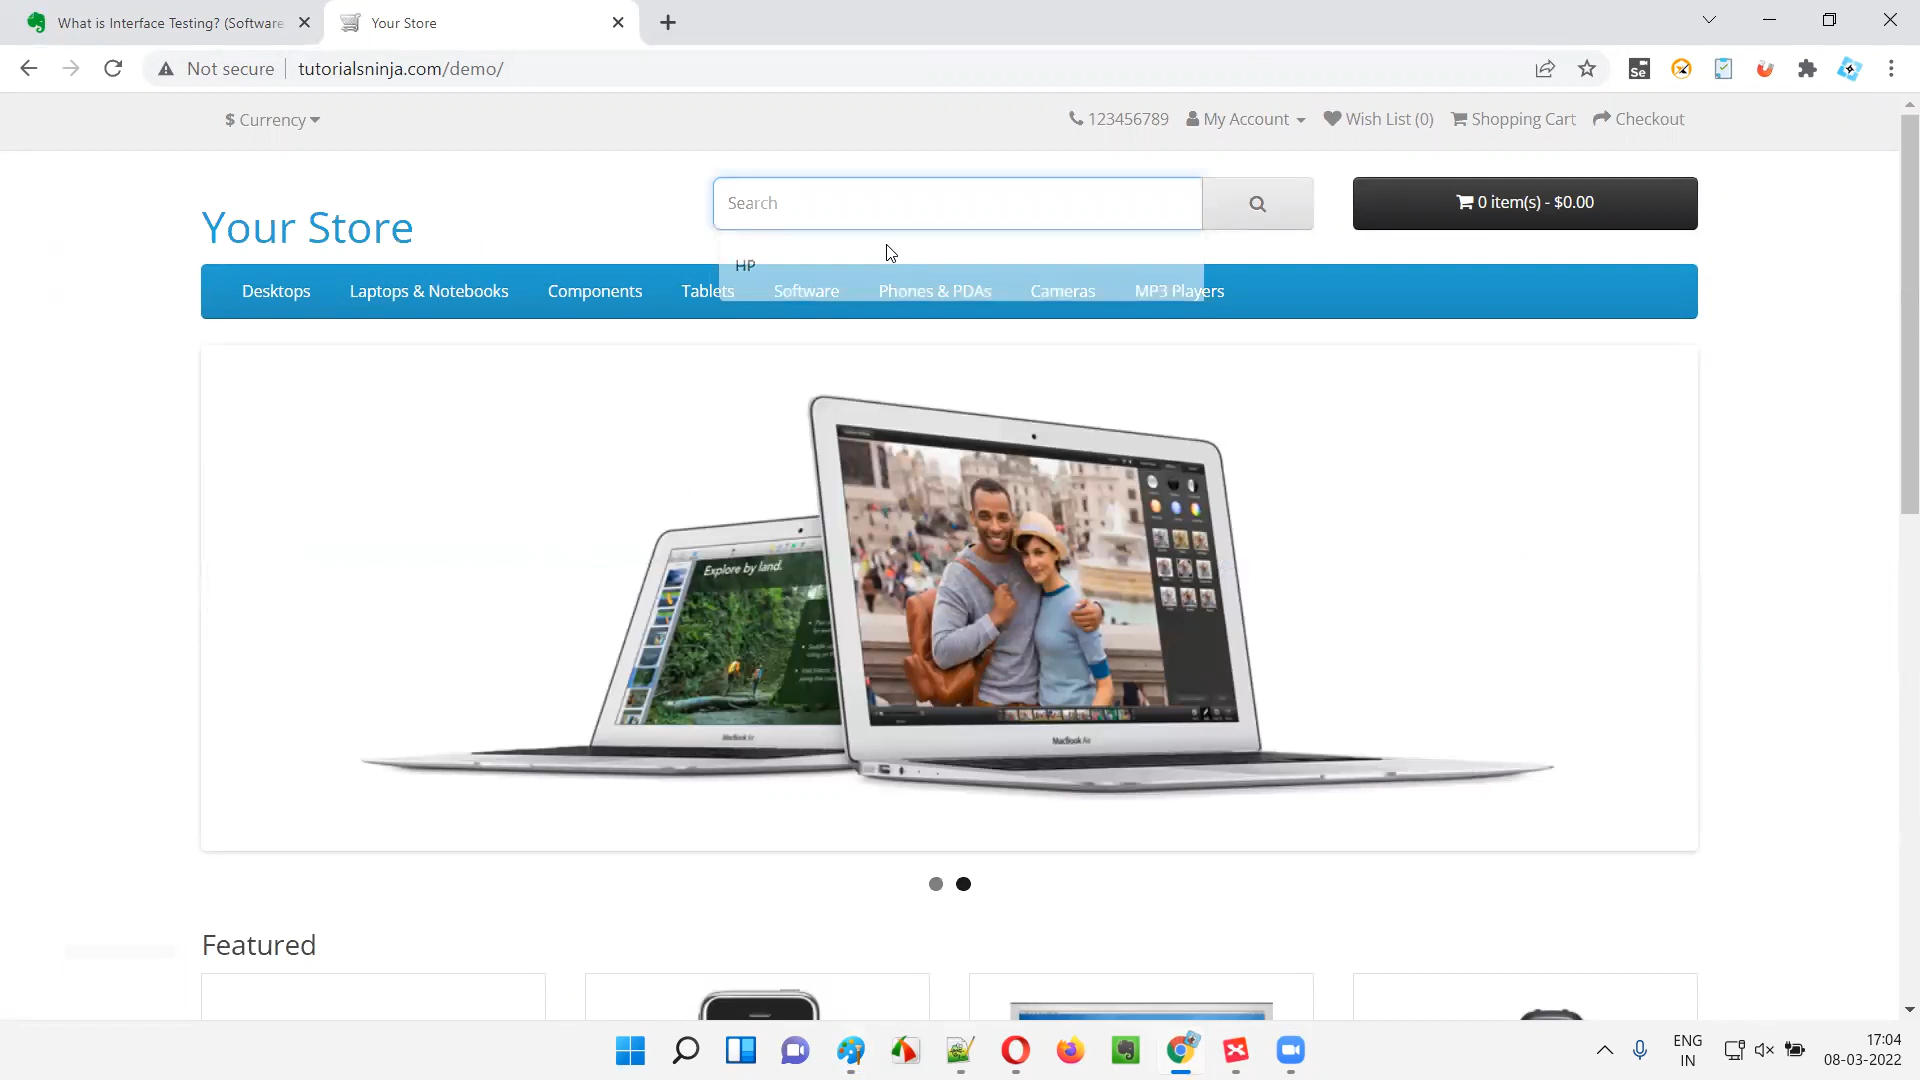 What is Interface Testing? (Software
Your Store
Not secure
tutorialsninja.com/demo/
$ Currency
123456789
My Account
Wish List (0)
Shopping Cart
Checkout
Your Store
Search
0 item(s) - $0.00
HP
Desktops
Laptops & Notebooks
Components
Tablets
Software
Phones & PDAs
Cameras
MP3 Players
Explore by land.
MacBook Air
MacBook Air
Featured
ENG
IN
17:04
08-03-2022